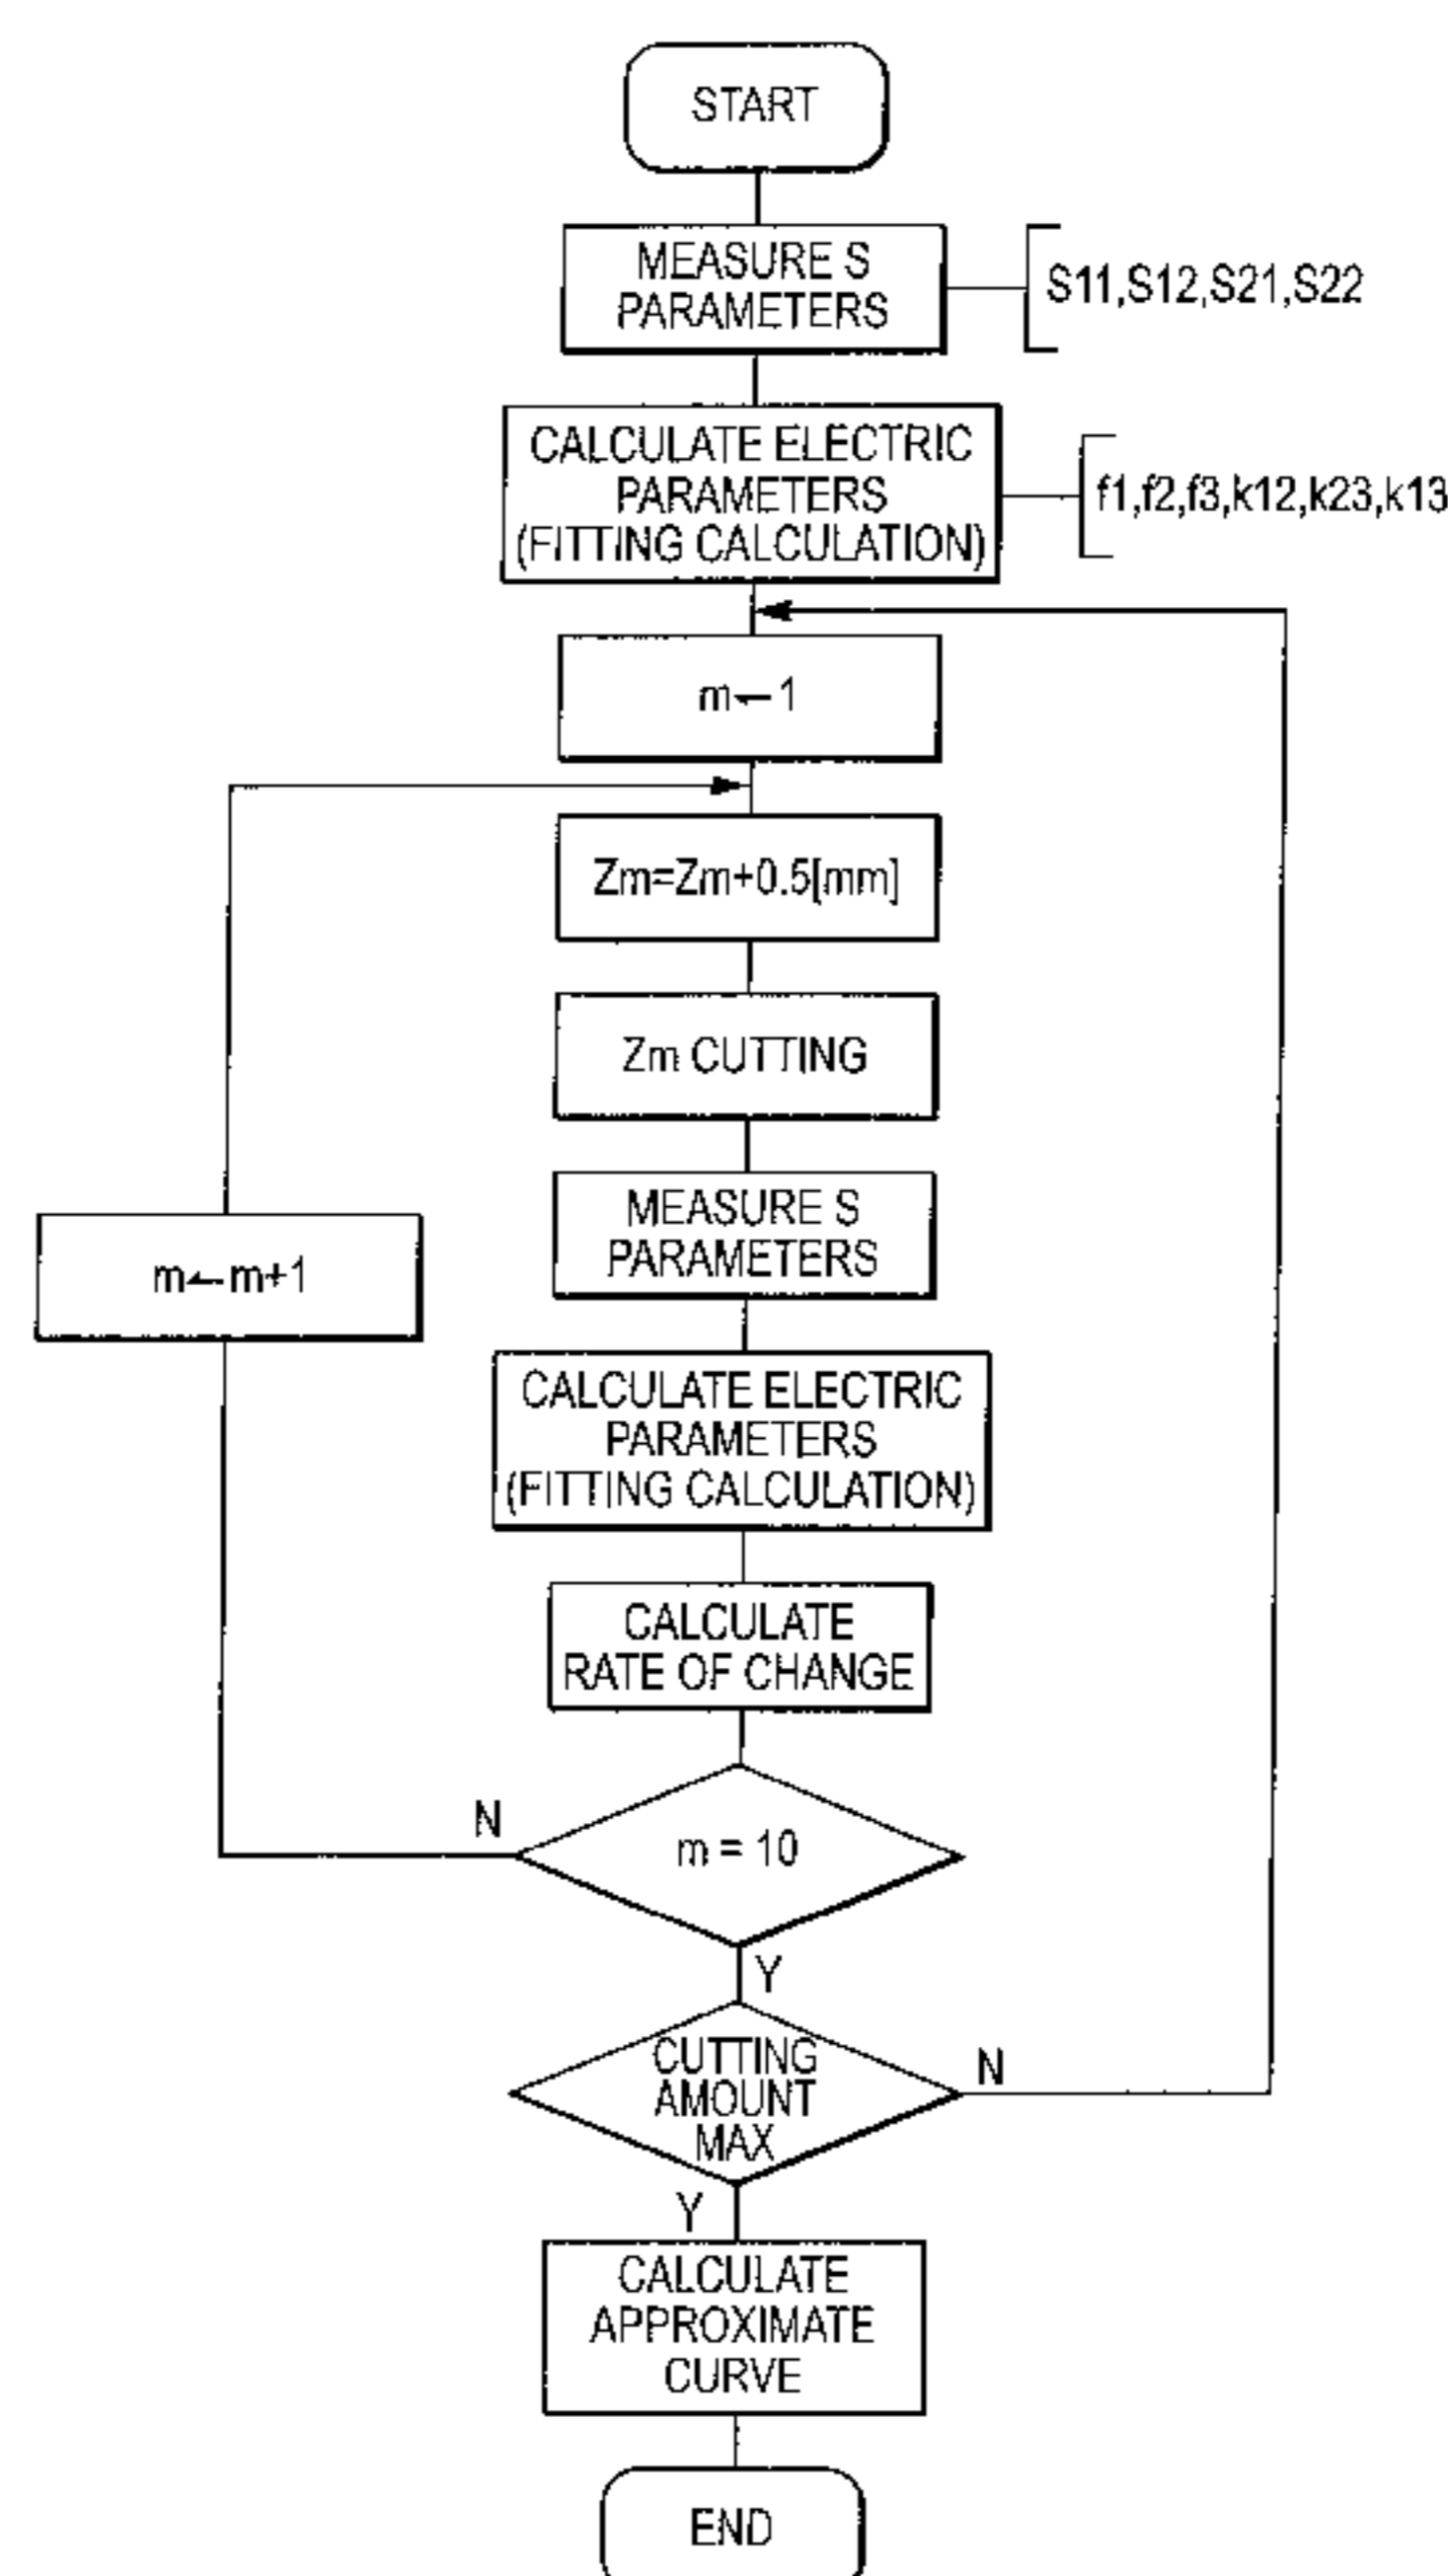 START
MEASURE S
PARAMETERS
S11,S12,S21,S22
CALCULATE ELECTRIC
PARAMETERS
(FITTING CALCULATION)
f1,f2,f3,k12,k23,k13
m←1
Zm=Zm+0.5[mm]
Zm CUTTING
MEASURE S
PARAMETERS
m←m+1
CALCULATE ELECTRIC
PARAMETERS
(FITTING CALCULATION)
CALCULATE
RATE OF CHANGE
N
m = 10
Y
CUTTING
AMOUNT
MAX
N
Y
CALCULATE
APPROXIMATE
CURVE
END